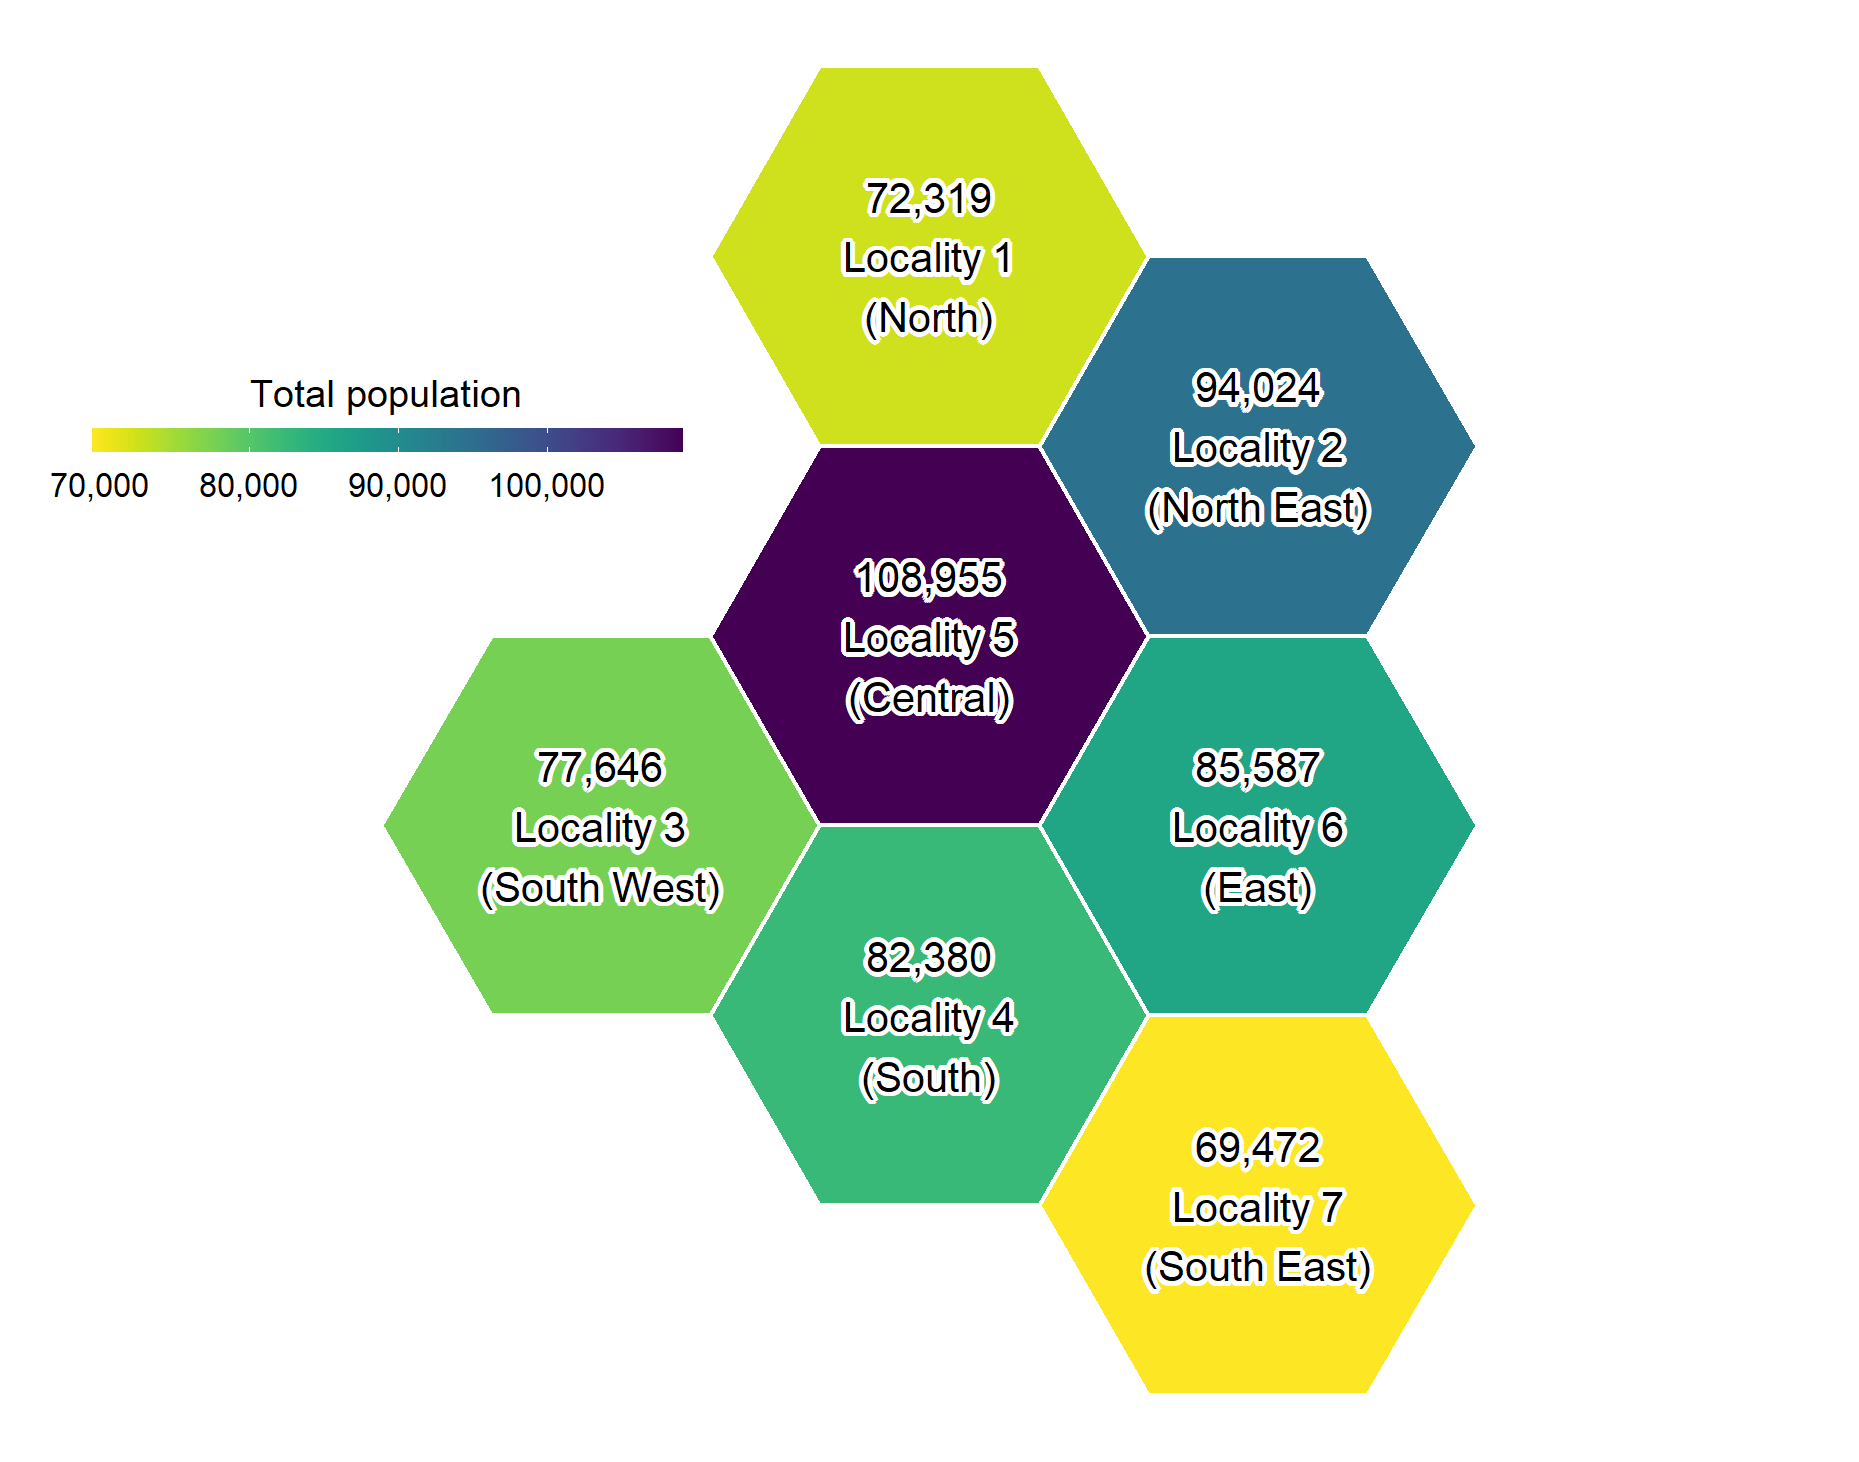 72,319
Locality 1
(North)
94,024
Locality 2
(North East)
Total population
70,000 80,000 90,000 100,000
108,955
Locality 5
(Central)
77,646
Locality 3
(South West)
85,587
Locality 6
(East)
82,380
Locality 4
(South)
69,472
Locality 7
(South East)